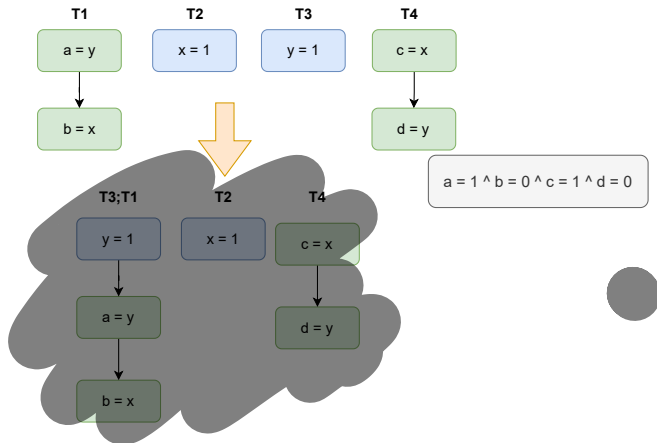 T1 T2 T3 T4
a = y x = 1 y = 1 c = x
b = x d = y
a = 1 ^ b = 0 ^ c = 1 ^ d = 0
T3;T1 T2 T4
y = 1 x = 1 c = x
a = y d = y
b = x